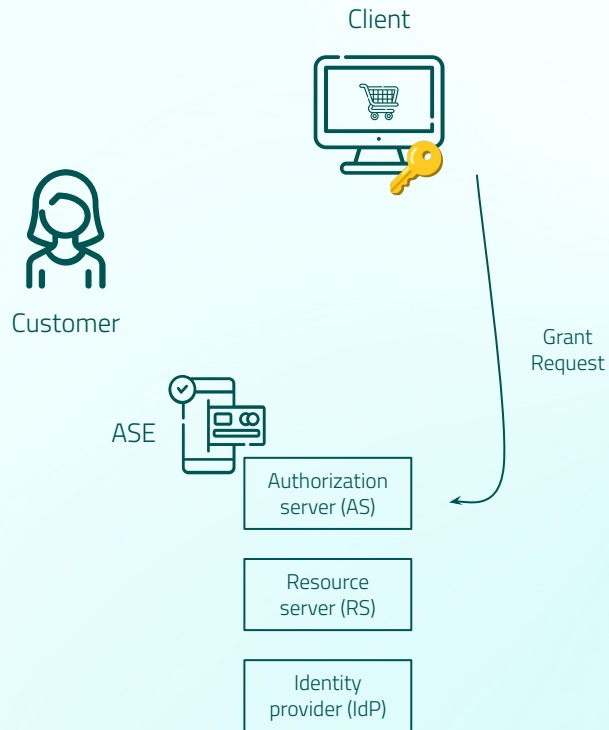 Client
Customer
Grant
Request
ASE
Authorization
server (AS)
Resource
server (RS)
Identity
provider (IdP)